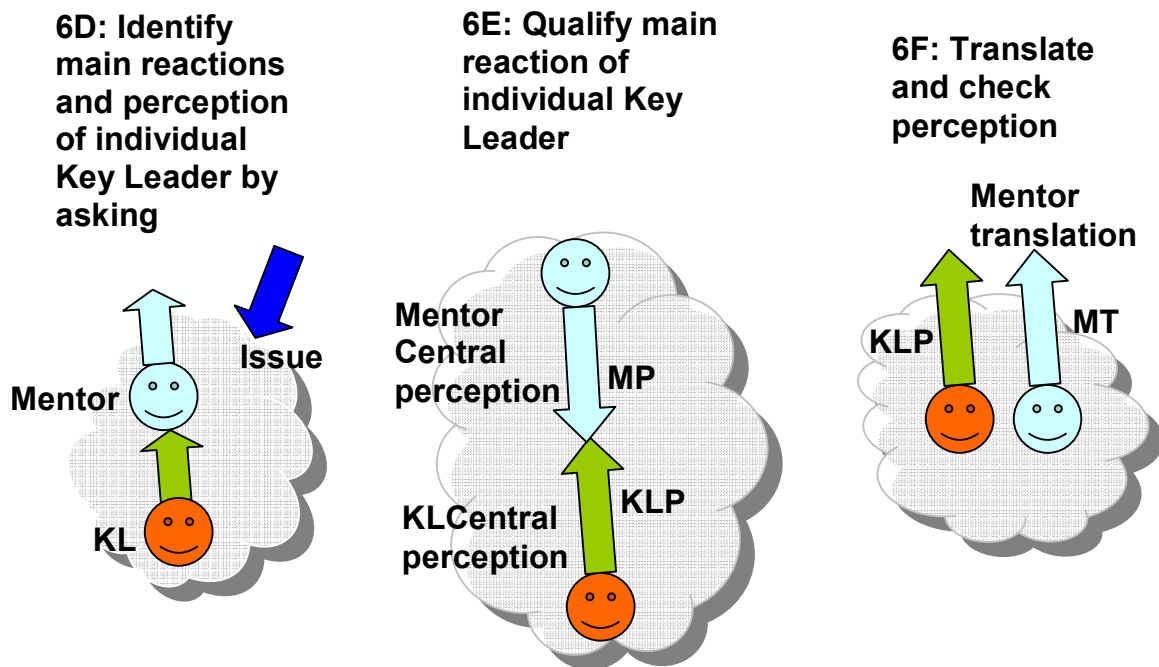 6D: Identify
main reactions
and perception
of individual
Key Leader by
asking
Issue
Mentor
KL
6E: Qualify main
reaction of
individual Key
Leader
Mentor
Central
perception
MP
KLP
KLCentral
perception
6F: Translate
and check
perception
Mentor
translation
MT
KLP